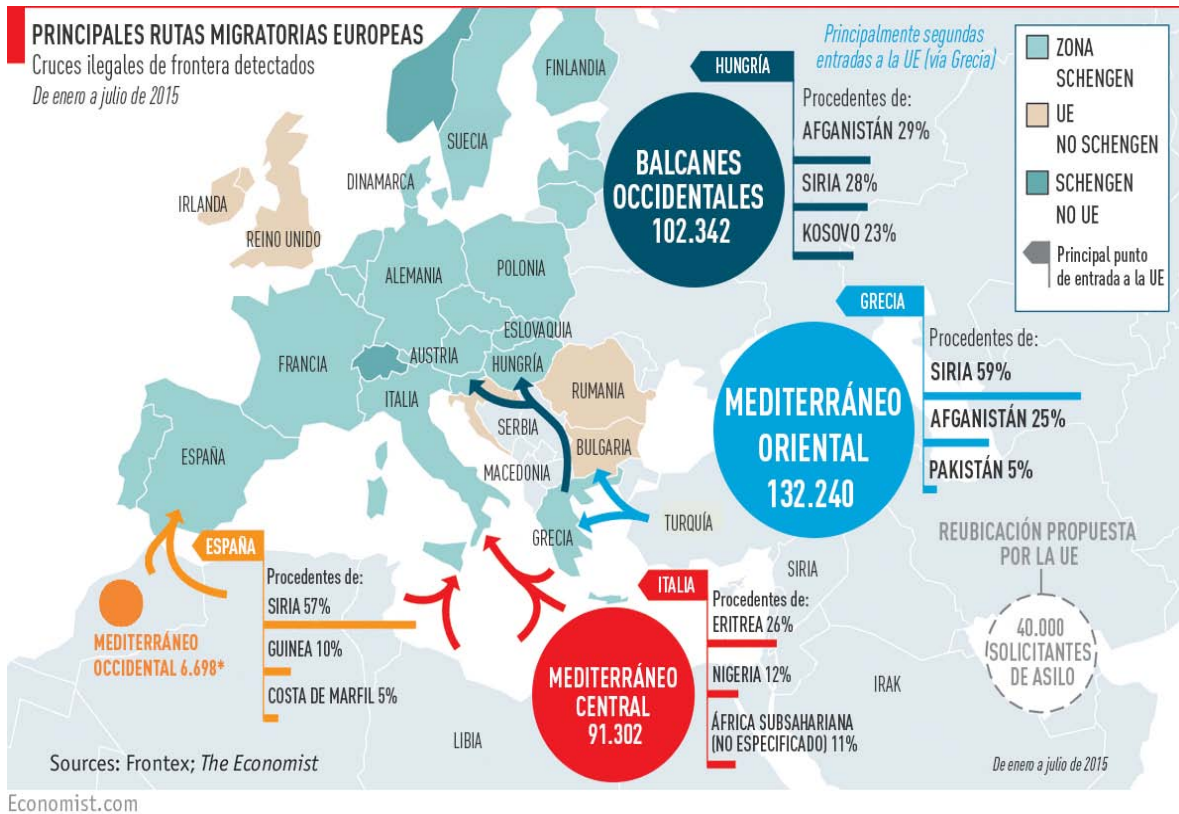 PRINCIPALES RUTAS MIGRATORIAS EUROPEAS
Cruces ilegales de frontera detectados
De enero a julio de 2015
Principalmente segundas
entradas a la UE (vía Grecia)
ZONA
SCHENGEN
UE
NO SCHENGEN
SCHENGEN
NO UE
Principal punto
de entrada a la UE
HUNGRÍA
Procedentes de:
AFGANISTÁN 29%
SIRIA 28%
KOSOVO 23%
BALCANES
OCCIDENTALES
102.342
GRECIA
Procedentes de:
SIRIA 59%
AFGANISTÁN 25%
PAKISTÁN 5%
MEDITERRÁNEO
ORIENTAL
132.240
FINLANDIA
SUECIA
DINAMARCA
IRLANDA
REINO UNIDO
ALEMANIA
POLONIA
ESLOVAQUIA
FRANCIA
AUSTRIA
HUNGRÍA
ITALIA
RUMANIA
SERBIA
BULGARIA
ESPAÑA
MACEDONIA
GRECIA
TURQUÍA
SIRIA
IRAK
LIBIA
ESPAÑA
Procedentes de:
SIRIA 57%
GUINEA 10%
COSTA DE MARFIL 5%
MEDITERRÁNEO
OCCIDENTAL 6.698*
ITALIA
Procedentes de:
ERITREA 26%
NIGERIA 12%
ÁFRICA SUBSAHARIANA
(NO ESPECIFICADO) 11%
MEDITERRÁNEO
CENTRAL
91.302
REUBICACIÓN PROPUESTA
POR LA UE
40.000
SOLICITANTES
DE ASILO
De enero a julio de 2015
Sources: Frontex; The Economist
Economist.com